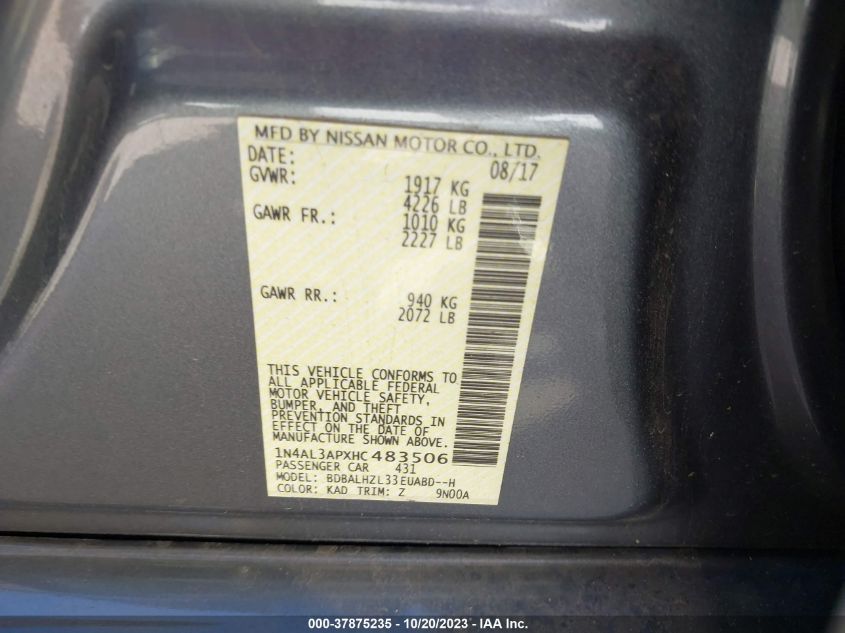 MFD BY NISSAN MOTOR CO., LTD.
DATE: 08/17
GVWR: 1917 KG
4226 LB
GAWR FR.: 1010 KG
2227 LB
GAWR RR.: 940 KG
2072 LB
THIS VEHICLE CONFORMS TO
ALL APPLICABLE FEDERAL
MOTOR VEHICLE SAFETY,
BUMPER, AND THEFT
PREVENTION STANDARDS IN
EFFECT ON THE DATE OF
MANUFACTURE SHOWN ABOVE.
1N4AL3APXHC483506
PASSENGER CAR 431
MODEL: BDBALHZL33EUABD--H
COLOR: KAD TRIM: Z 9N00A
000-37875235 - 10/20/2023 - IAA Inc.